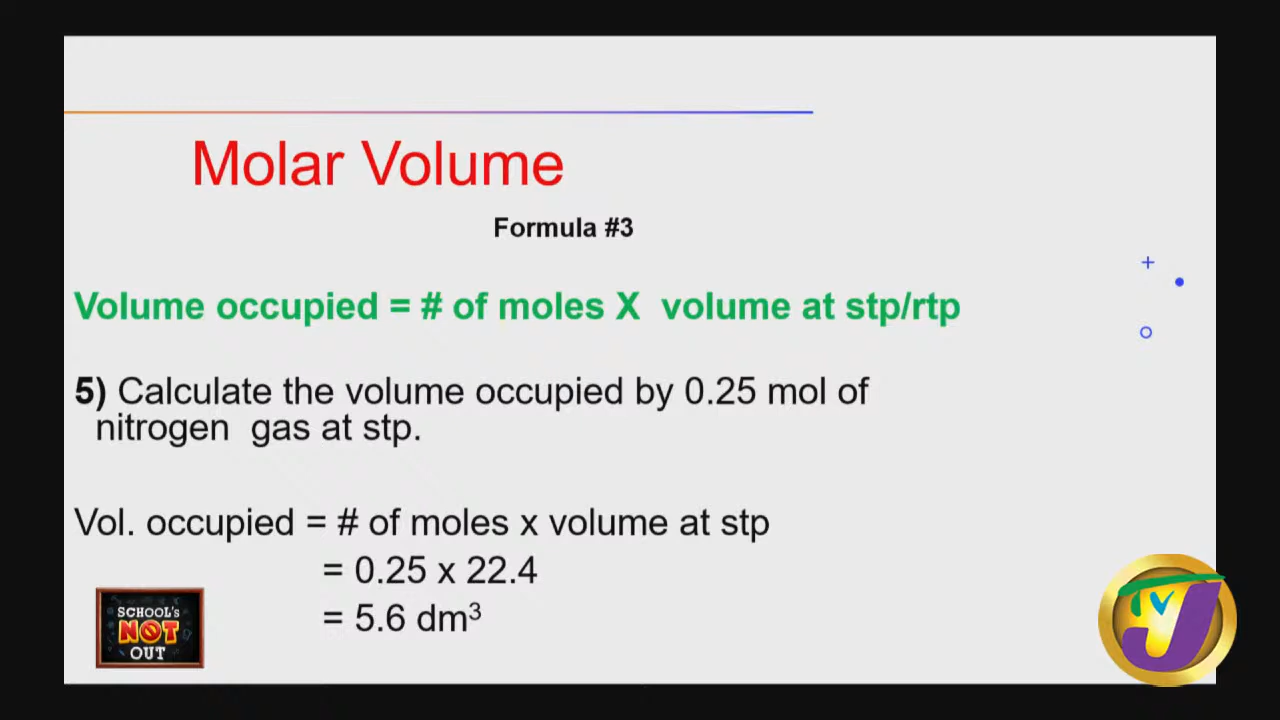 Molar Volume
Formula #3
Volume occupied = # of moles X volume at stp/rtp
5) Calculate the volume occupied by 0.25 mol of
nitrogen gas at stp.
Vol. occupied = # of moles x volume at stp
= 0.25 x 22.4
= 5.6 dm³
SCHOOL's
NOT
OUT
TVJ